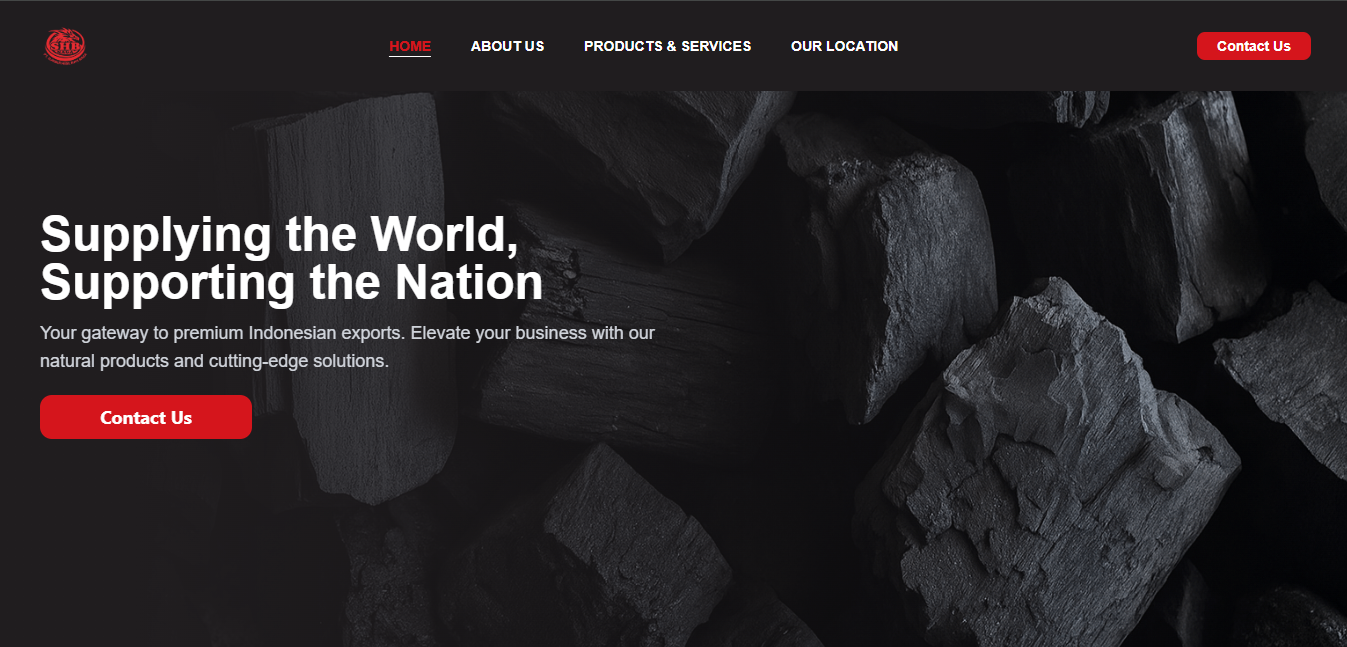 HOME
ABOUT US
PRODUCTS & SERVICES
OUR LOCATION
Contact Us
Supplying the World,
Supporting the Nation
Your gateway to premium Indonesian exports. Elevate your business with our
natural products and cutting-edge solutions.
Contact Us